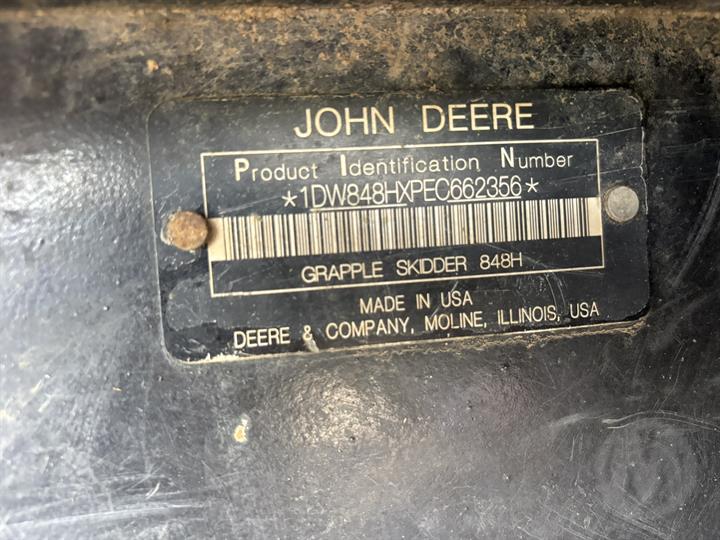 JOHN DEERE
Product Identification Number
*1DW848HXPEC662356*
GRAPPLE SKIDDER 848H
MADE IN USA
DEERE & COMPANY, MOLINE, ILLINOIS, USA